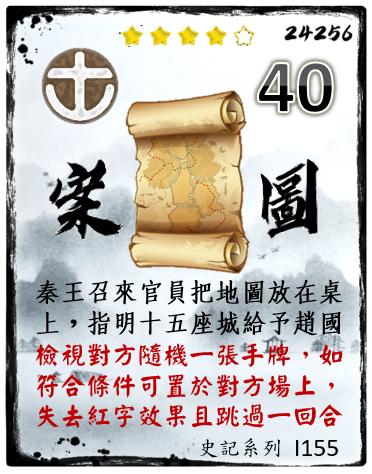 24256
40
案圖
秦王召來官員把地圖放在桌
上,指明十五座城給予趙國
檢視對方隨機一張手牌,如
符合條件可置於對方場上,
失去紅字效果且跳過一回合
史記系列 I155